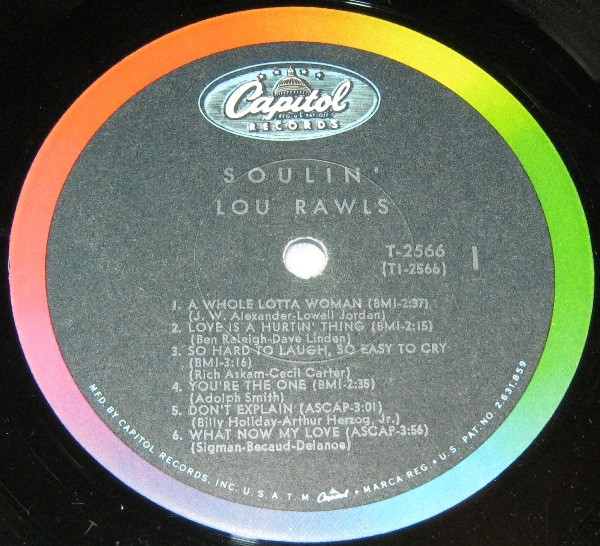 Capitol
REG. U.S. PAT. OFF.
RECORDS
SOULIN'
LOU RAWLS
T-2566
(T1-2566)
1
1. A WHOLE LOTTA WOMAN (BMI-2:37)
(J. W. Alexander-Lowell Jordan)
2. LOVE IS A HURTIN' THING (BMI-2:15)
(Ben Raleigh-Dave Linden)
3. SO HARD TO LAUGH, SO EASY TO CRY
(BMI-3:16)
(Rich Askam-Cecil Carter)
4. YOU'RE THE ONE (BMI-2:35)
(Adolph Smith)
5. DON'T EXPLAIN (ASCAP-3:01)
(Billy Holiday-Arthur Herzog, Jr.)
6. WHAT NOW MY LOVE (ASCAP-3:56)
(Sigman-Becaud-Delanoe)
MFD. BY CAPITOL RECORDS, INC. U.S.A. T.M. Capitol • MARCA REG. • U.S. PAT. NO. 2,631,859